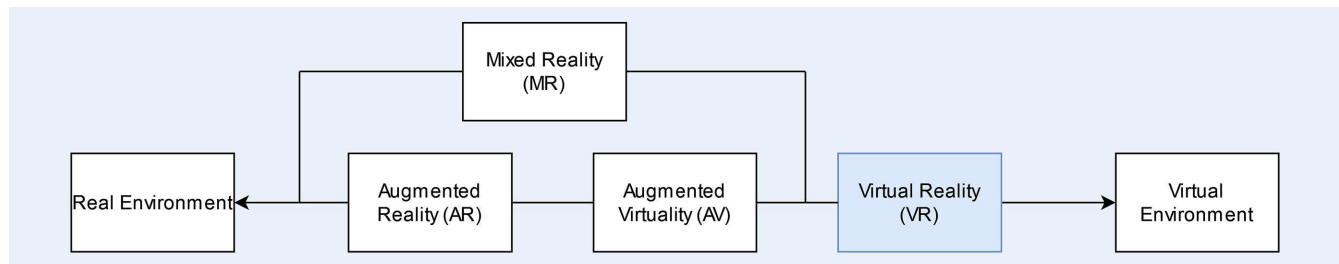 Mixed Reality
(MR)
Real Environment
Augmented
Reality (AR)
Augmented
Virtuality (AV)
Virtual Reality
(VR)
Virtual
Environment